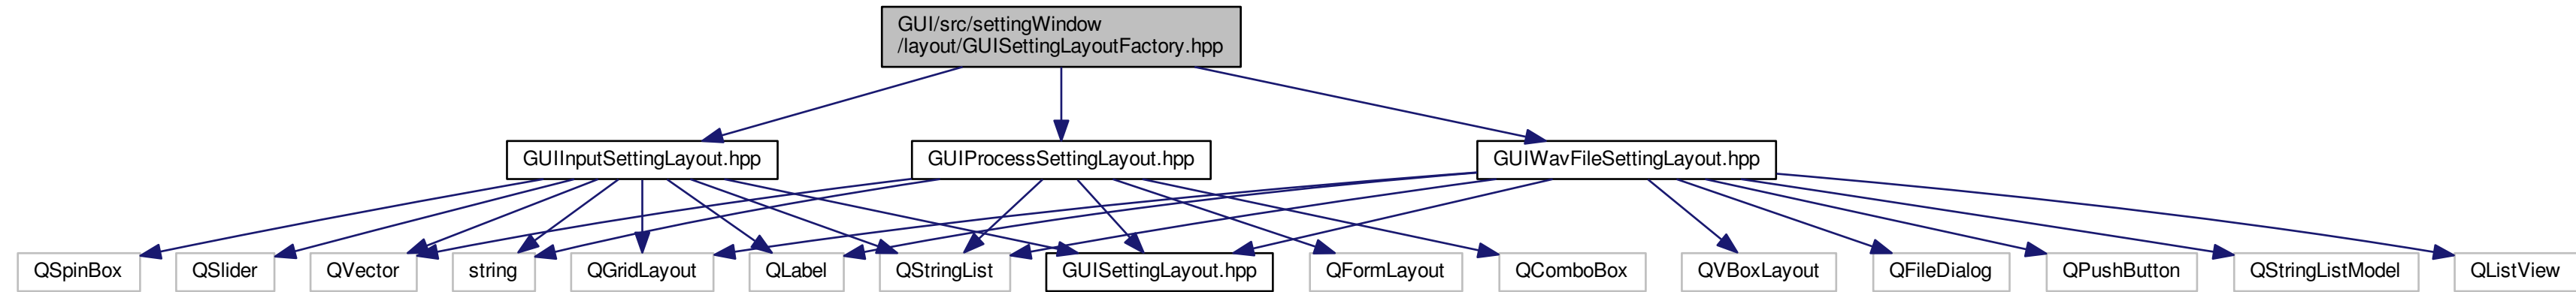 GUI/src/settingWindow
/layout/GUISettingLayoutFactory.hpp
GUIInputSettingLayout.hpp
GUIProcessSettingLayout.hpp
GUIWavFileSettingLayout.hpp
QSpinBox
QSlider
QVector
string
QGridLayout
QLabel
QStringList
GUISettingLayout.hpp
QFormLayout
QComboBox
QVBoxLayout
QFileDialog
QPushButton
QStringListModel
QListView